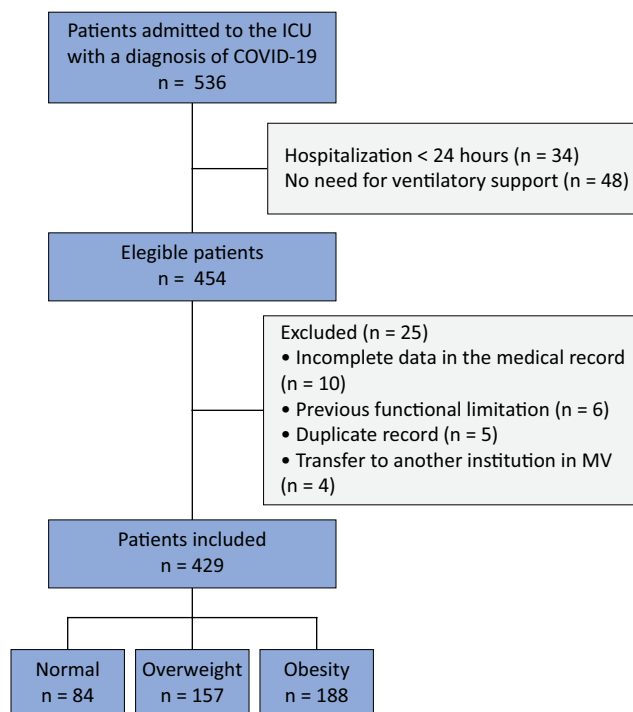 Patients admitted to the ICU
with a diagnosis of COVID-19
n = 536
Hospitalization < 24 hours (n = 34)
No need for ventilatory support (n = 48)
Elegible patients
n = 454
Excluded (n = 25)
• Incomplete data in the medical record
(n = 10)
• Previous functional limitation (n = 6)
• Duplicate record (n = 5)
• Transfer to another institution in MV
(n = 4)
Patients included
n = 429
Normal
n = 84
Overweight
n = 157
Obesity
n = 188